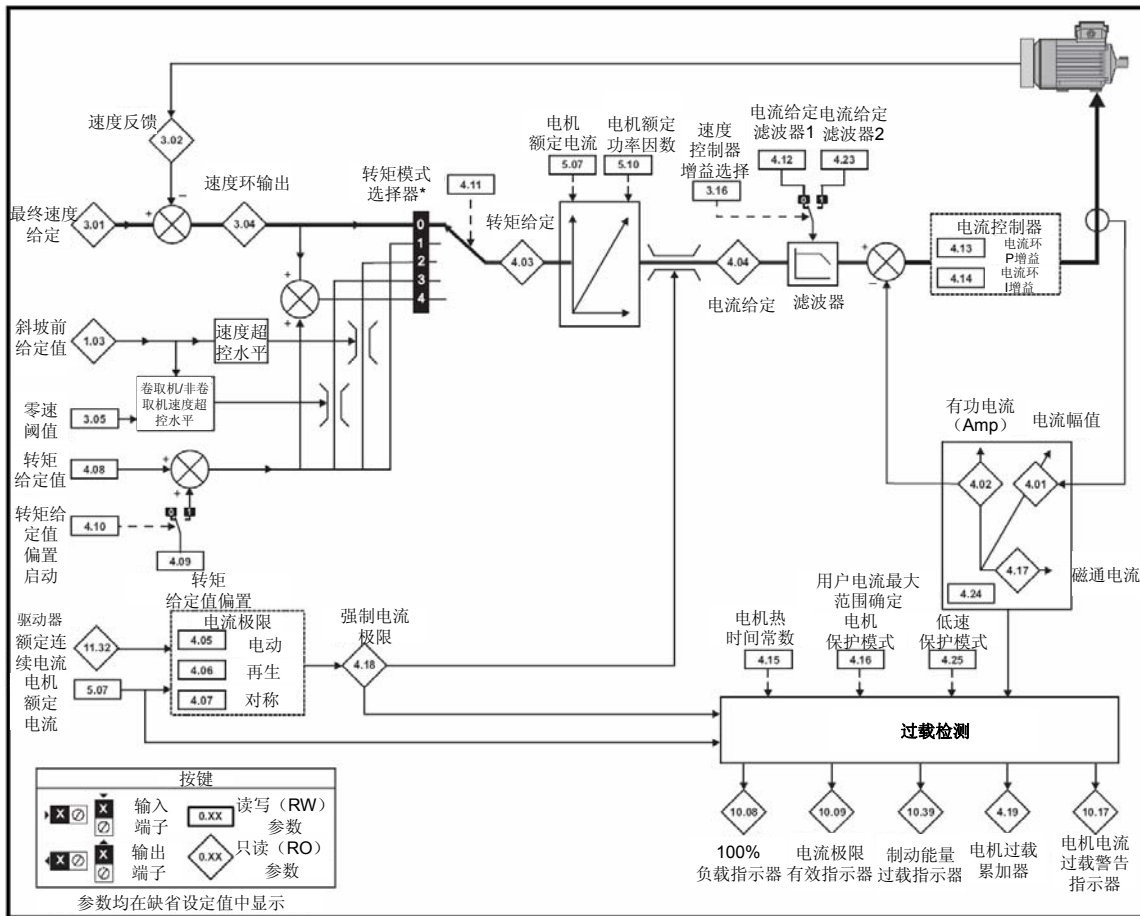 速度反馈
3.02
最终速度
给定
3.01
速度环输出
3.04
转矩模式
选择器*
4.11
0
1
2
3
4
转矩给定
4.03
电机
额定电流
5.07
电机额定
功率因数
5.10
速度
控制器
增益选择
3.16
电流给定
滤波器1
4.12
电流给定
滤波器2
4.23
0
1
4.04
电流给定
滤波器
电流控制器
4.13
电流环
P增益
4.14
电流环
I增益
斜坡前
给定值
1.03
速度超
控水平
卷取机/非卷
取机速度超
控水平
零速
阈值
3.05
转矩
给定值
4.08
转矩给
定值
偏置
启动
4.10
0
1
4.09
转矩
给定值偏置
有功电流
(Amp)
电流幅值
4.02
4.01
4.17
磁通电流
4.24
驱动器
额定连
续电流
11.32
电机
额定
电流
5.07
电流极限
4.05
电动
4.06
再生
4.07
对称
强制电流
极限
4.18
电机热
时间常数
4.15
用户电流最大
范围确定
电机
保护模式
4.16
低速
保护模式
4.25
过载检测
10.08
100%
负载指示器
10.09
电流极限
有效指示器
10.39
制动能量
过载指示器
4.19
电机过载
累加器
10.17
电机电流
过载警告
指示器
按键
X
X
输入
端子
0.XX
读写（RW）
参数
X
X
输出
端子
0.XX
只读（RO）
参数
参数均在缺省设定值中显示